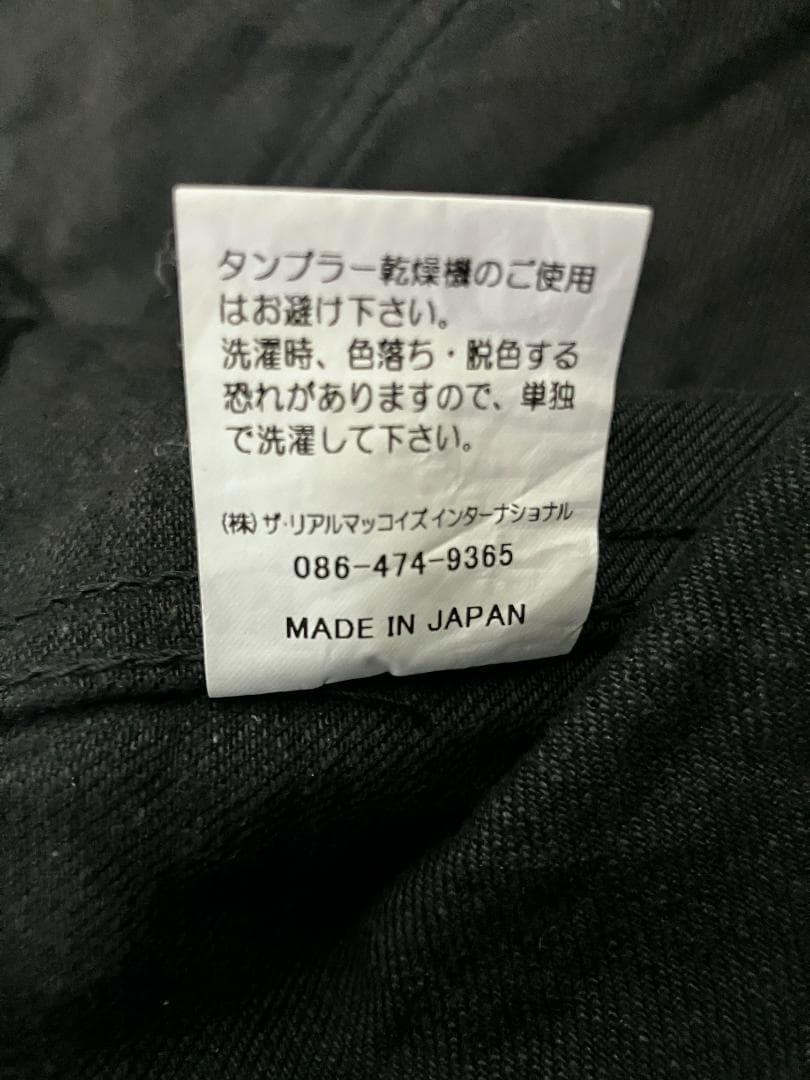 タンブラー乾燥機のご使用
はお避け下さい。
洗濯時、色落ち・脱色する
恐れがありますので、単独
で洗濯して下さい。
(株)ザ・リアルマッコイズインターナショナル
086-474-9365
MADE IN JAPAN